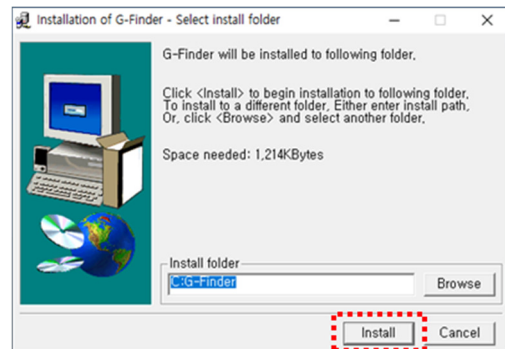 Installation of G-Finder - Select install folder
G-Finder will be installed to following folder,
Click <Install> to begin installation to following folder,
To install to a different folder, Either enter install path,
Or, click <Browse> and select another folder,
Space needed: 1,214KBytes
Install folder
C:G-Finder
Browse
Install
Cancel